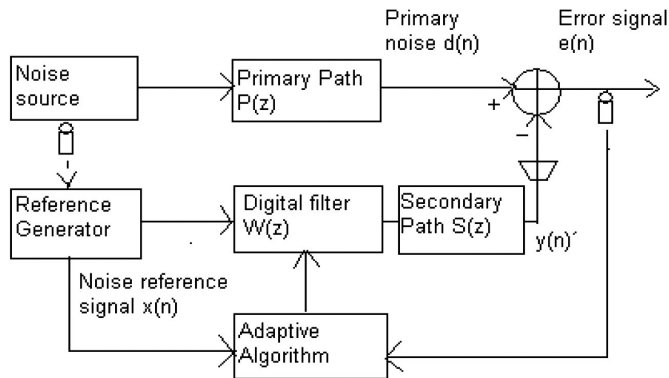 Primary
noise d(n)
Error signal
e(n)
Noise
source
Primary Path
P(z)
+
−
Reference
Generator
Digital filter
W(z)
Secondary
Path S(z)
y(n)´
Noise reference
signal x(n)
Adaptive
Algorithm